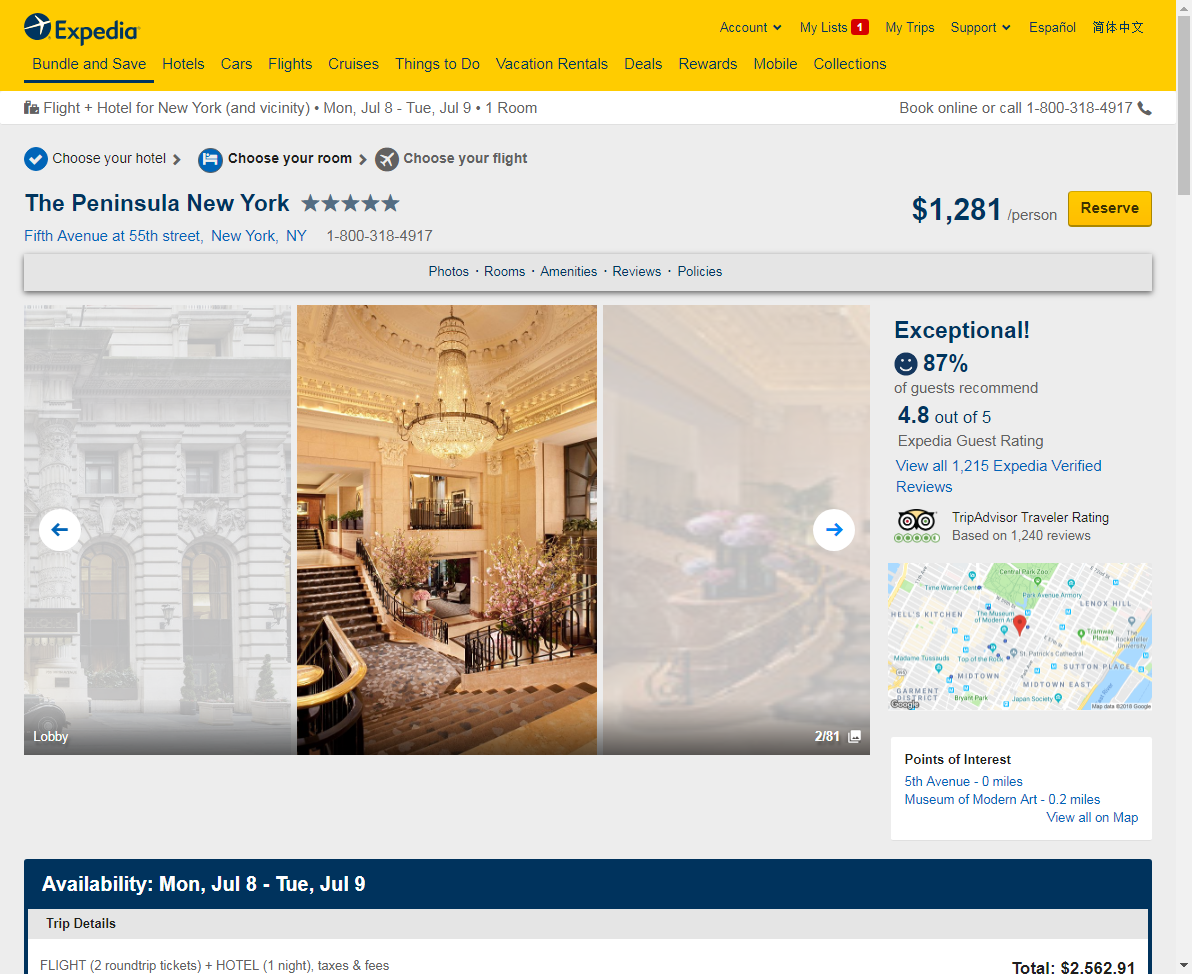 Expedia
Account
My Lists 1
My Trips
Support
Español
简体中文
Bundle and Save
Hotels
Cars
Flights
Cruises
Things to Do
Vacation Rentals
Deals
Rewards
Mobile
Collections
Flight + Hotel for New York (and vicinity) • Mon, Jul 8 - Tue, Jul 9 • 1 Room
Book online or call 1-800-318-4917
Choose your hotel
Choose your room
Choose your flight
The Peninsula New York
$1,281 /person
Reserve
Fifth Avenue at 55th street, New York, NY 1-800-318-4917
Photos · Rooms · Amenities · Reviews · Policies
Lobby
2/81
Exceptional!
87%
of guests recommend
4.8 out of 5
Expedia Guest Rating
View all 1,215 Expedia Verified
Reviews
TripAdvisor Traveler Rating
Based on 1,240 reviews
Central Park Zoo
Time Warner Cent
Park Avenue Armory
LENOX HILL
HELL'S KITCHEN
The Museum
of Modern Art
Tramway
Plaza
The
Rockefeller
University
St. Patrick's Cathedral
Madame Tussauds
Top of the Rock
SUTTON PLACE
MIDTOWN
MIDTOWN EAST
GARMENT
DISTRICT
Bryant Park
Japan Society
Google
Map data ©2018 Google
Points of Interest
5th Avenue - 0 miles
Museum of Modern Art - 0.2 miles
View all on Map
Availability: Mon, Jul 8 - Tue, Jul 9
Trip Details
FLIGHT (2 roundtrip tickets) + HOTEL (1 night), taxes & fees
Total: $2,562.91